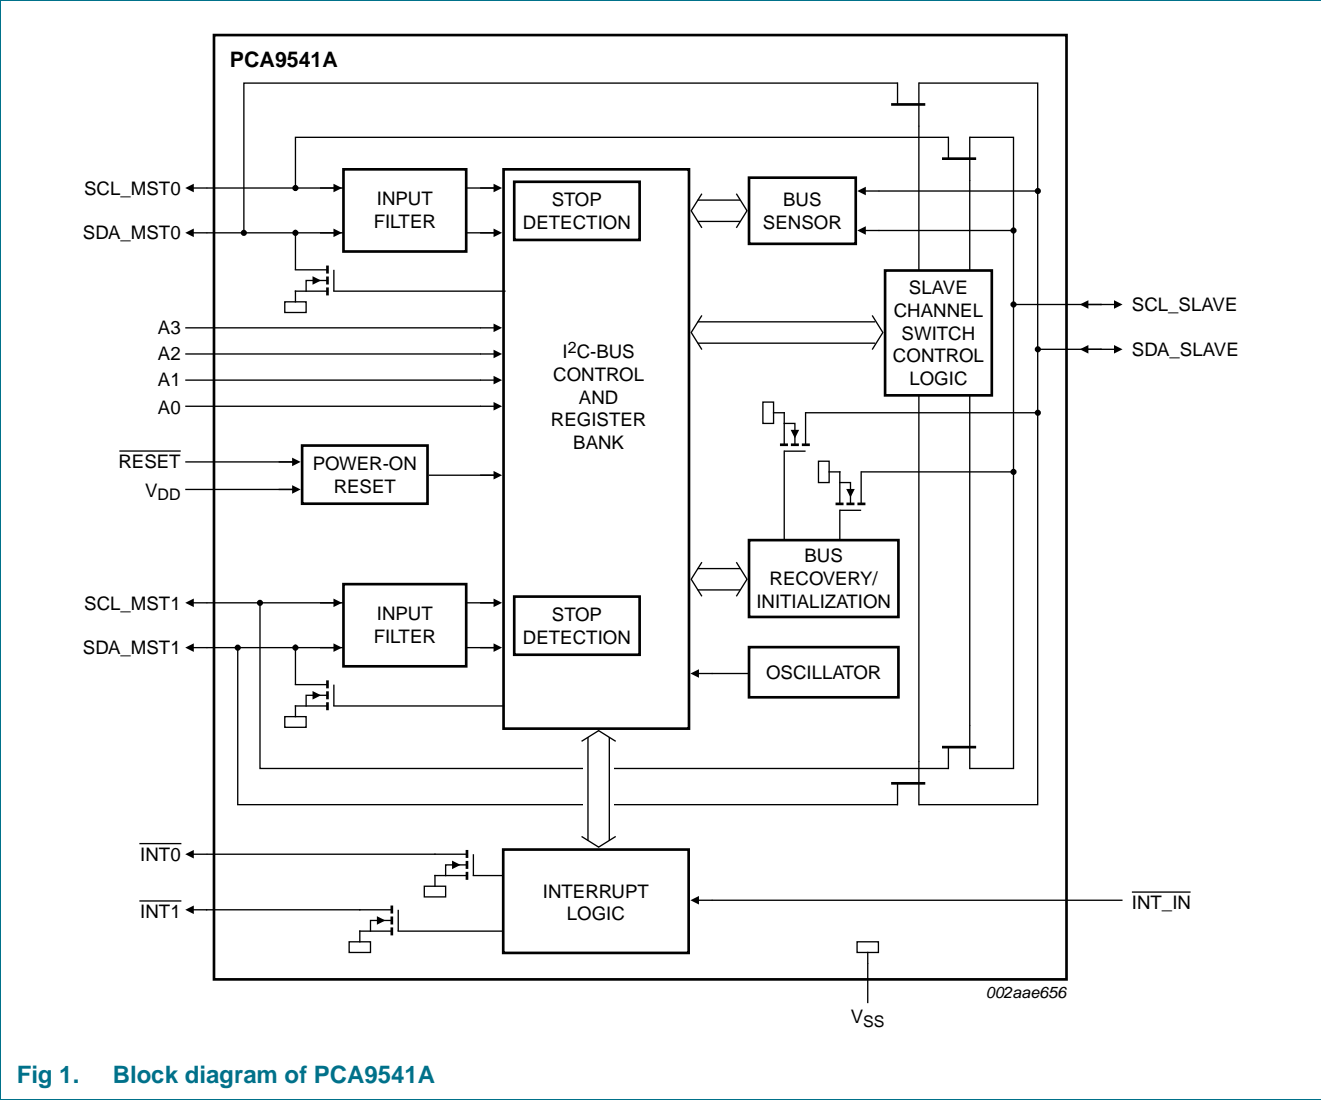 PCA9541A
SCL_MST0
SDA_MST0
INPUT
FILTER
STOP
DETECTION
BUS
SENSOR
A3
A2
A1
A0
I²C-BUS
CONTROL
AND
REGISTER
BANK
SLAVE
CHANNEL
SWITCH
CONTROL
LOGIC
SCL_SLAVE
SDA_SLAVE
RESET
VDD
POWER-ON
RESET
BUS
RECOVERY/
INITIALIZATION
SCL_MST1
SDA_MST1
INPUT
FILTER
STOP
DETECTION
OSCILLATOR
INT0
INT1
INTERRUPT
LOGIC
INT_IN
VSS
002aae656
Fig 1. Block diagram of PCA9541A